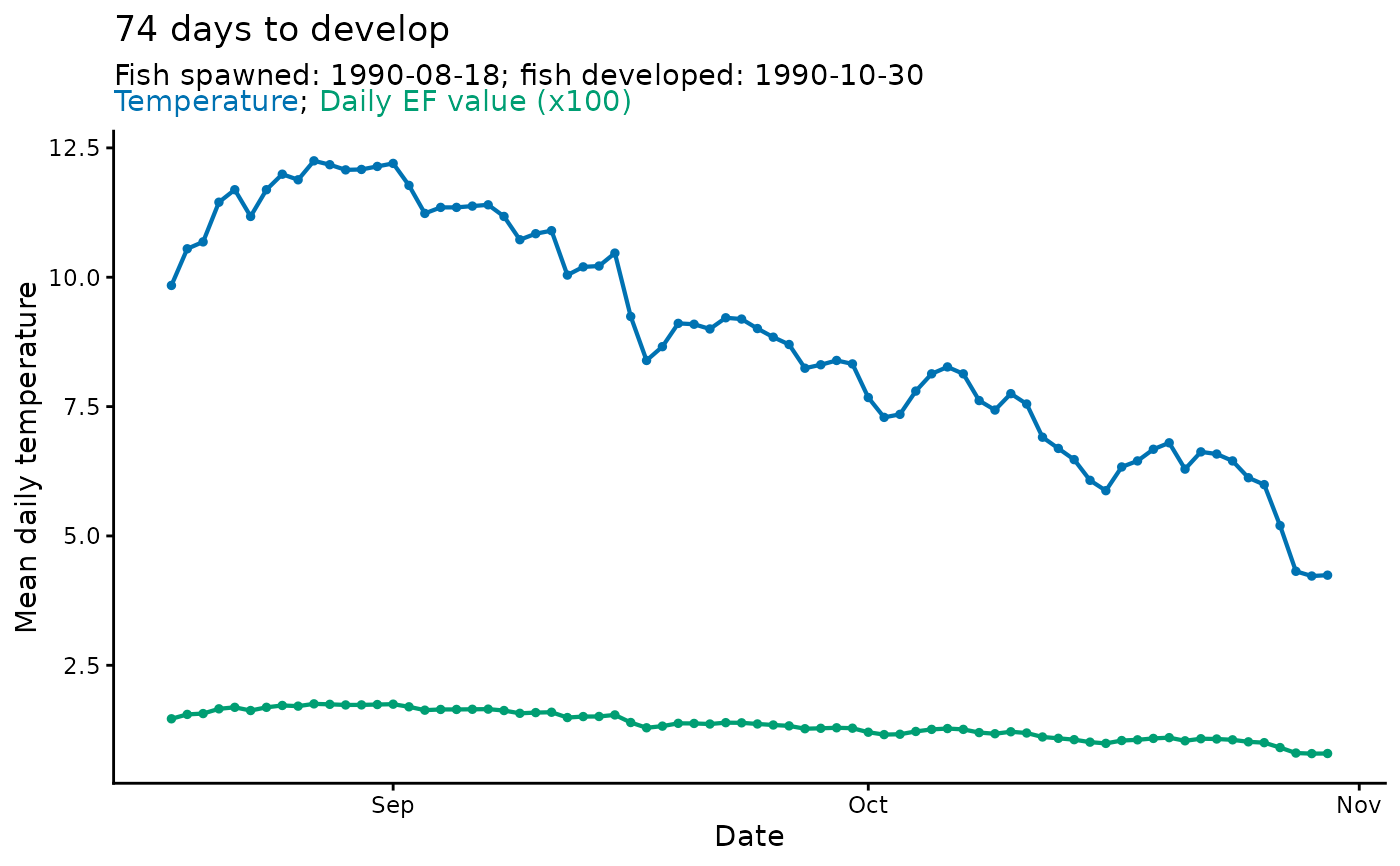 74 days to develop
Fish spawned: 1990-08-18; fish developed: 1990-10-30
Temperature; Daily EF value (x100)
12.5
10.0
7.5
5.0
2.5
Mean daily temperature
Sep
Oct
Nov
Date